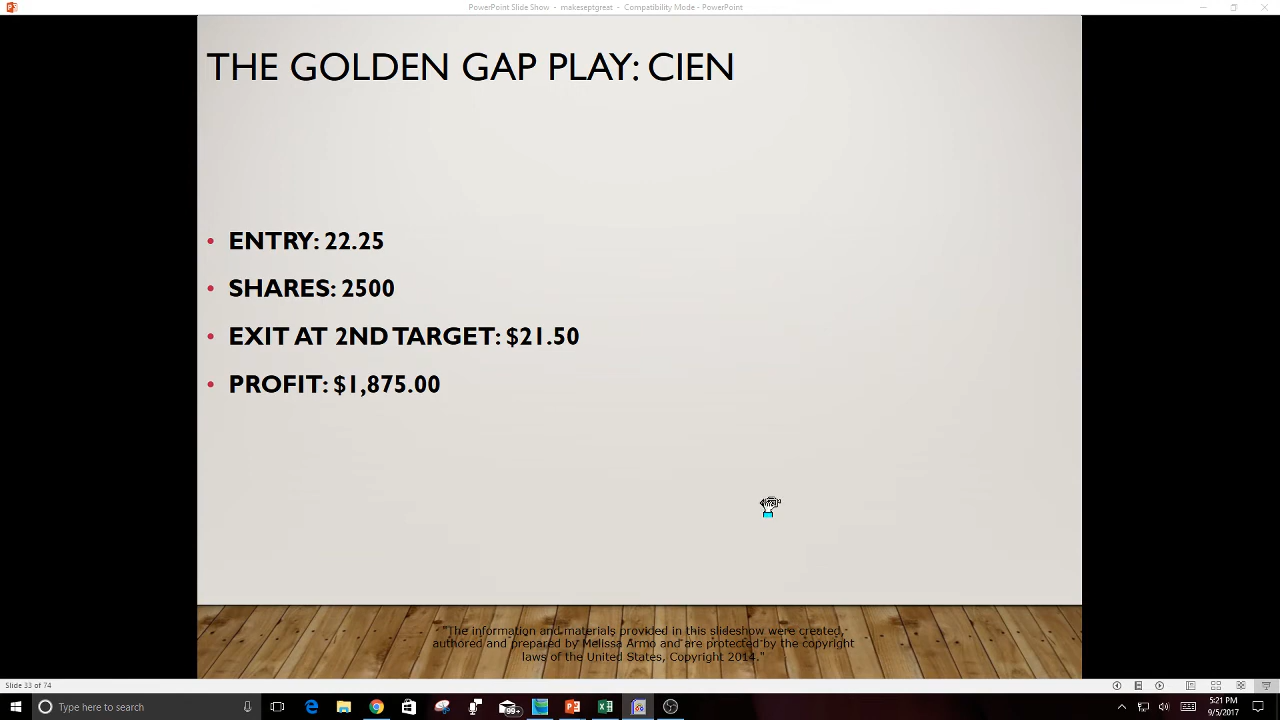 PowerPoint Slide Show - makeseptgreat - Compatibility Mode - PowerPoint
THE GOLDEN GAP PLAY: CIEN
• ENTRY: 22.25
• SHARES: 2500
• EXIT AT 2ND TARGET: $21.50
• PROFIT: $1,875.00
"The information and materials provided in this slideshow were created,
authored and prepared by Melissa Armo and are protected by the copyright
laws of the United States, Copyright 2014."
Slide 33 of 74
Type here to search
99+
5:21 PM
9/5/2017